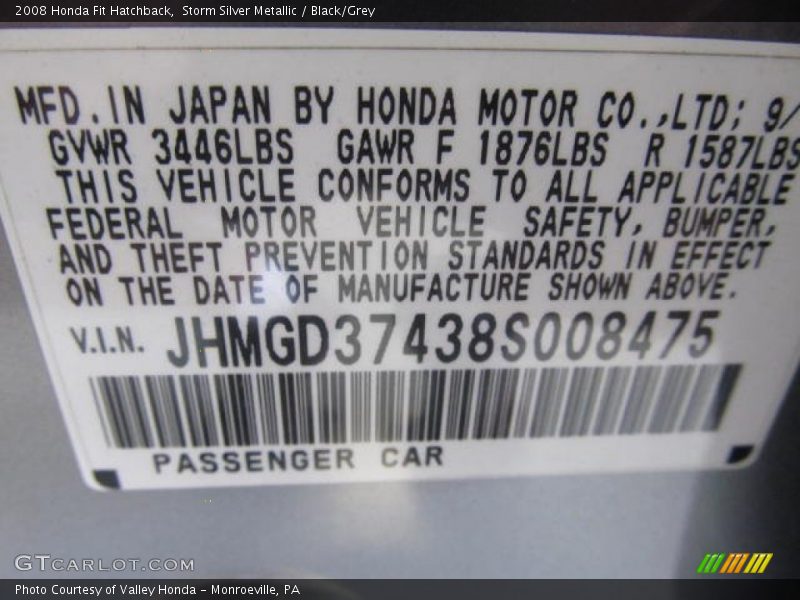 2008 Honda Fit Hatchback,  Storm Silver Metallic / Black/Grey
MFD.IN JAPAN BY HONDA MOTOR CO.,LTD; 9/
GVWR 3446LBS GAWR F 1876LBS R 1587LBS
THIS VEHICLE CONFORMS TO ALL APPLICABLE
FEDERAL MOTOR VEHICLE SAFETY, BUMPER,
AND THEFT PREVENTION STANDARDS IN EFFECT
ON THE DATE OF MANUFACTURE SHOWN ABOVE.
V.I.N. JHMGD37438S008475
PASSENGER CAR
GTCARLOT.COM
Photo Courtesy of Valley Honda - Monroeville, PA